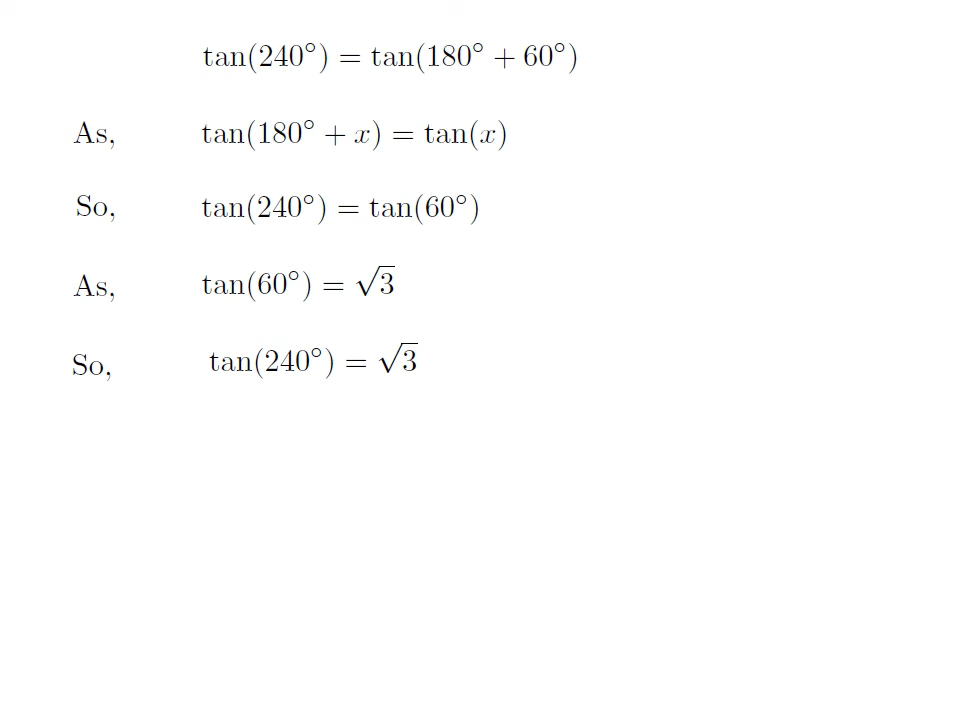 tan(240°) = tan(180° + 60°)
As, tan(180° + x) = tan(x)
So, tan(240°) = tan(60°)
As, tan(60°) = √3
So, tan(240°) = √3